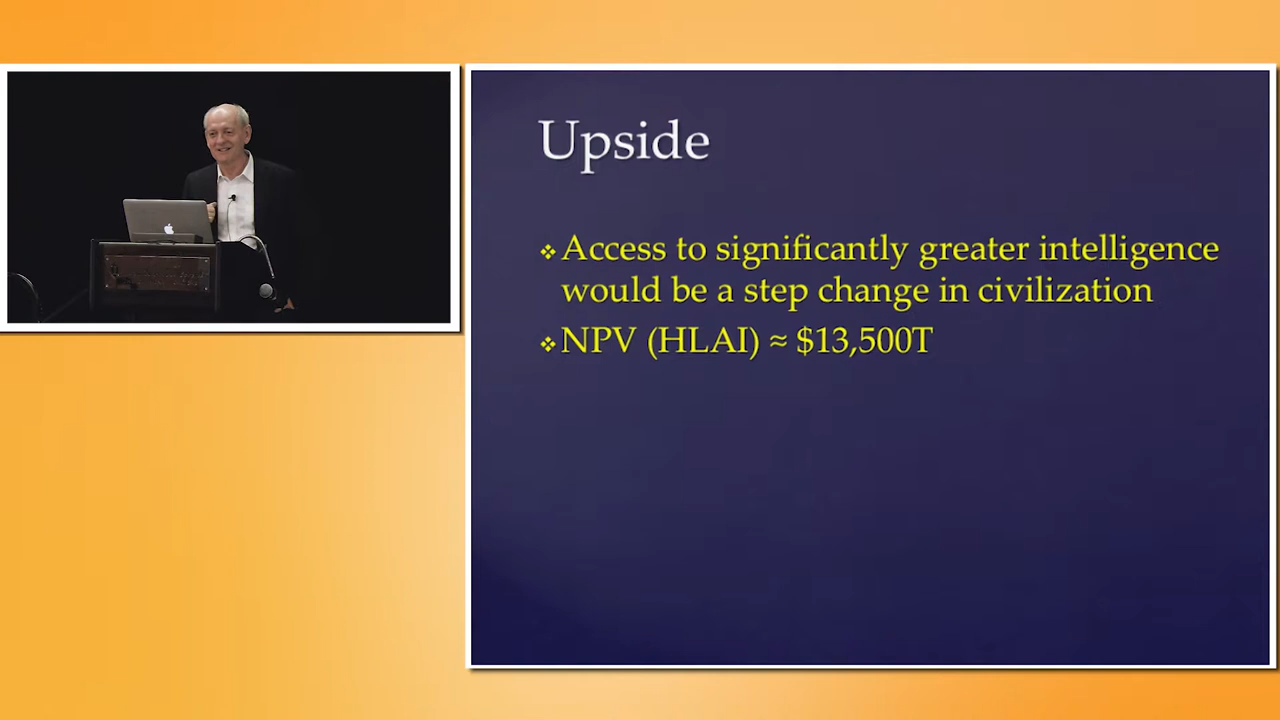 Upside
❖ Access to significantly greater intelligence
would be a step change in civilization
❖ NPV (HLAI) ≈ $13,500T